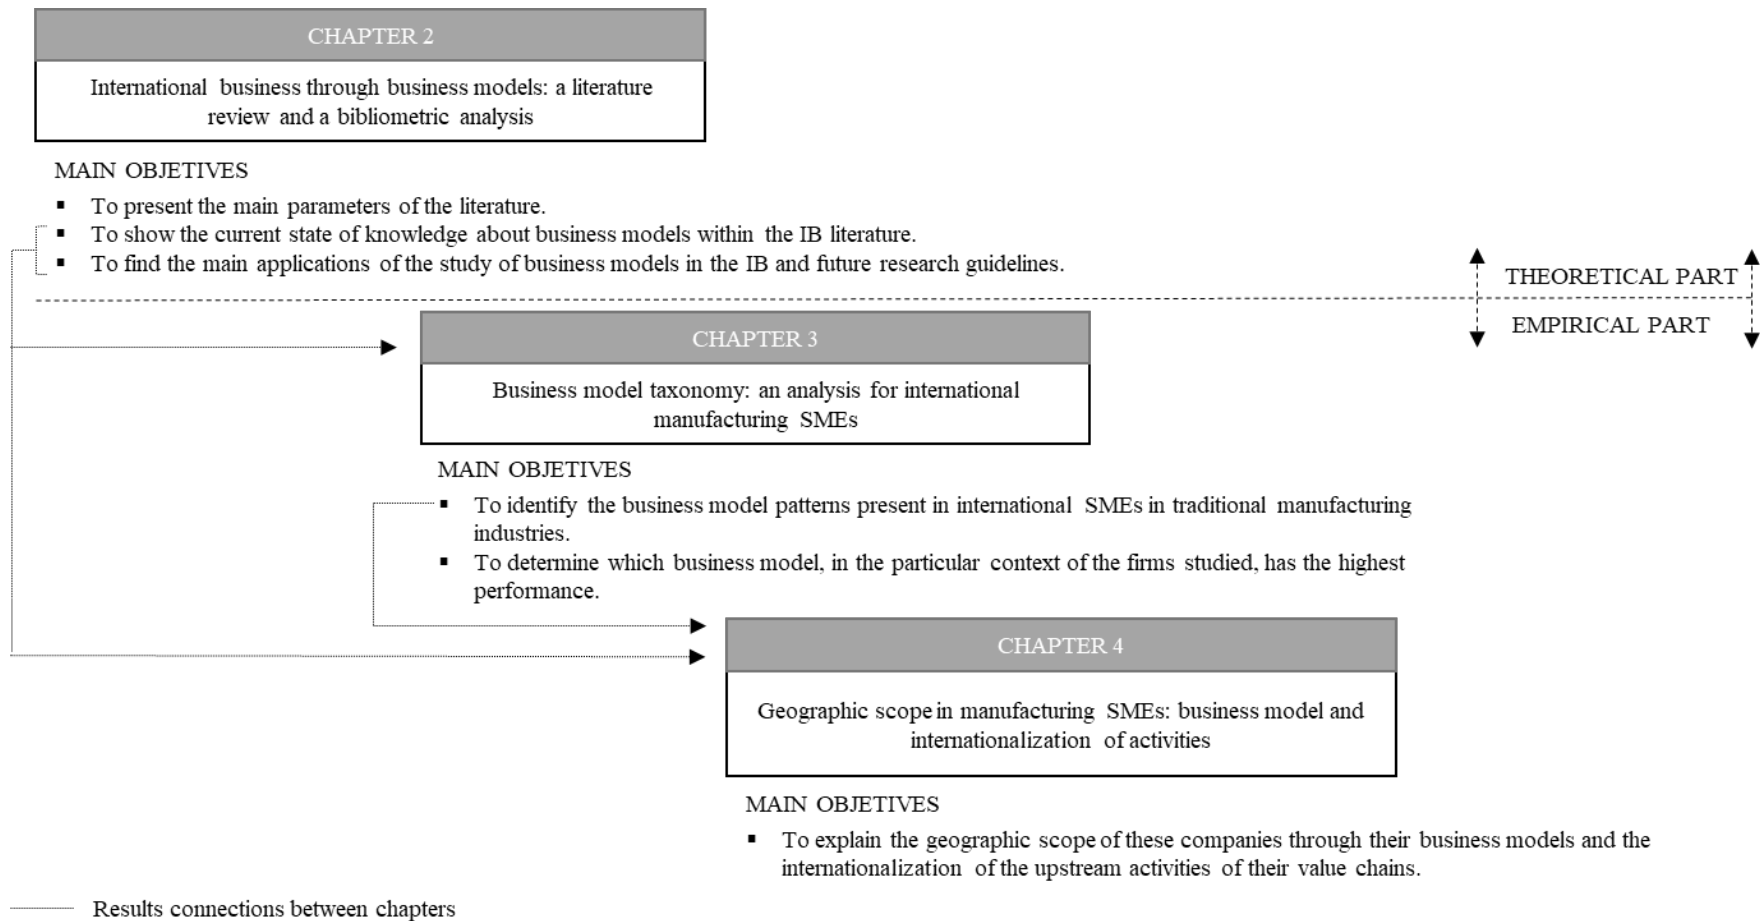 CHAPTER 2
International business through business models: a literature
review and a bibliometric analysis
MAIN OBJETIVES
▪ To present the main parameters of the literature.
▪ To show the current state of knowledge about business models within the IB literature.
▪ To find the main applications of the study of business models in the IB and future research guidelines.
THEORETICAL PART
EMPIRICAL PART
CHAPTER 3
Business model taxonomy: an analysis for international
manufacturing SMEs
MAIN OBJETIVES
▪ To identify the business model patterns present in international SMEs in traditional manufacturing
industries.
▪ To determine which business model, in the particular context of the firms studied, has the highest
performance.
CHAPTER 4
Geographic scope in manufacturing SMEs: business model and
internationalization of activities
MAIN OBJETIVES
▪ To explain the geographic scope of these companies through their business models and the
internationalization of the upstream activities of their value chains.
Results connections between chapters